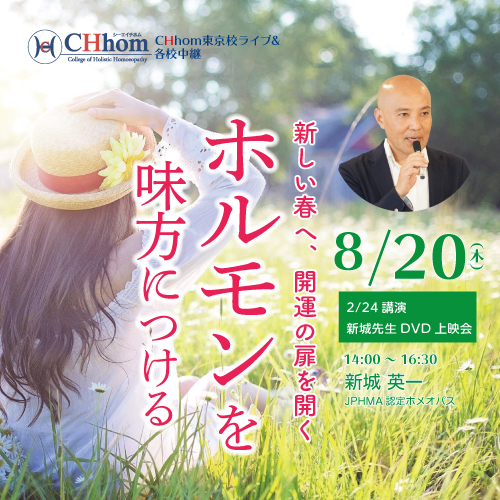 シーエイチホム
CHhom
College of Holistic Homoeopathy
CHhom東京校ライブ&
各校中継
新しい春へ、開運の扉を開く
ホルモンを
味方につける
8/20(木)
2/24 講演
新城先生 DVD 上映会
14:00 ～ 16:30
新城 英一
JPHMA 認定ホメオパス